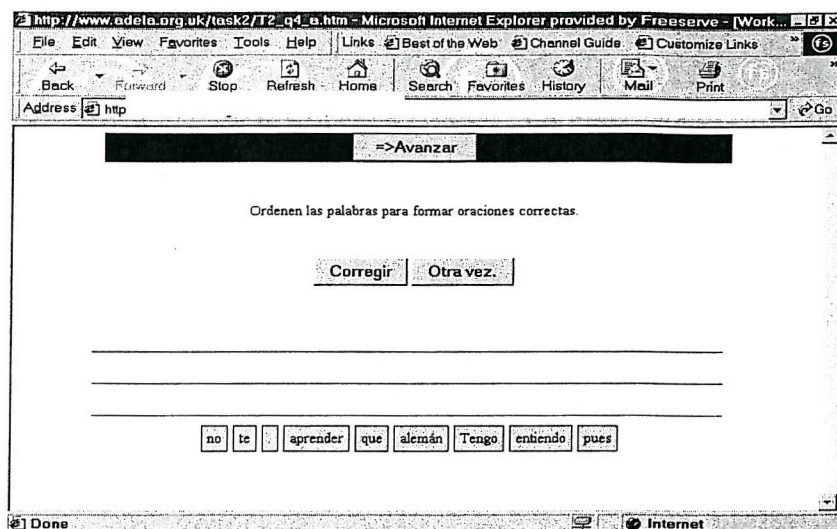 http://www.adela.org.uk/task2/T2_q4_a.htm - Microsoft Internet Explorer provided by Freeserve - [Work...
File Edit View Favorites Tools Help Links Best of the Web Channel Guide Customize Links »
Back Forward Stop Refresh Home Search Favorites History Mail Print »
Address http Go
=>Avanzar
Ordenen las palabras para formar oraciones correctas.
Corregir Otra vez.
no te . aprender que alemán Tengo entiendo pues
Done Internet